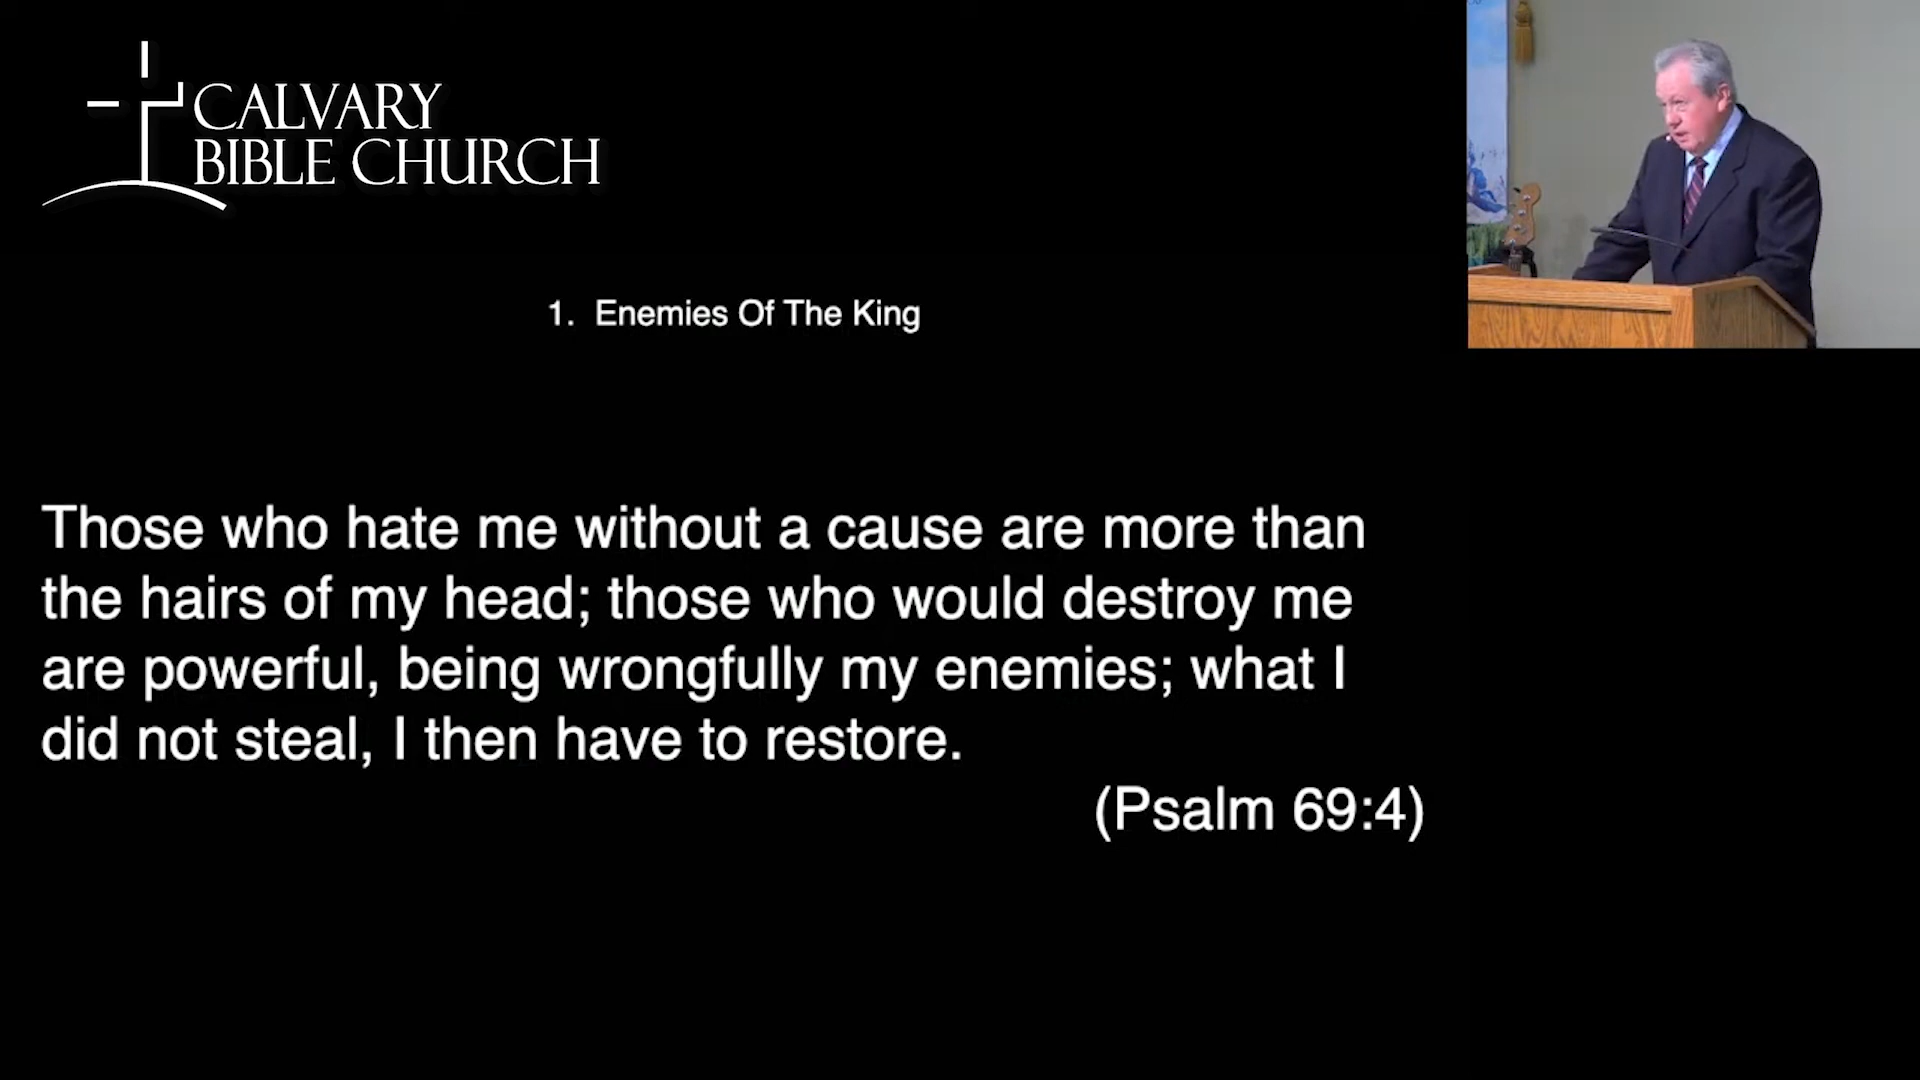 CALVARY
BIBLE CHURCH
1. Enemies Of The King
Those who hate me without a cause are more than
the hairs of my head; those who would destroy me
are powerful, being wrongfully my enemies; what I
did not steal, I then have to restore.
(Psalm 69:4)